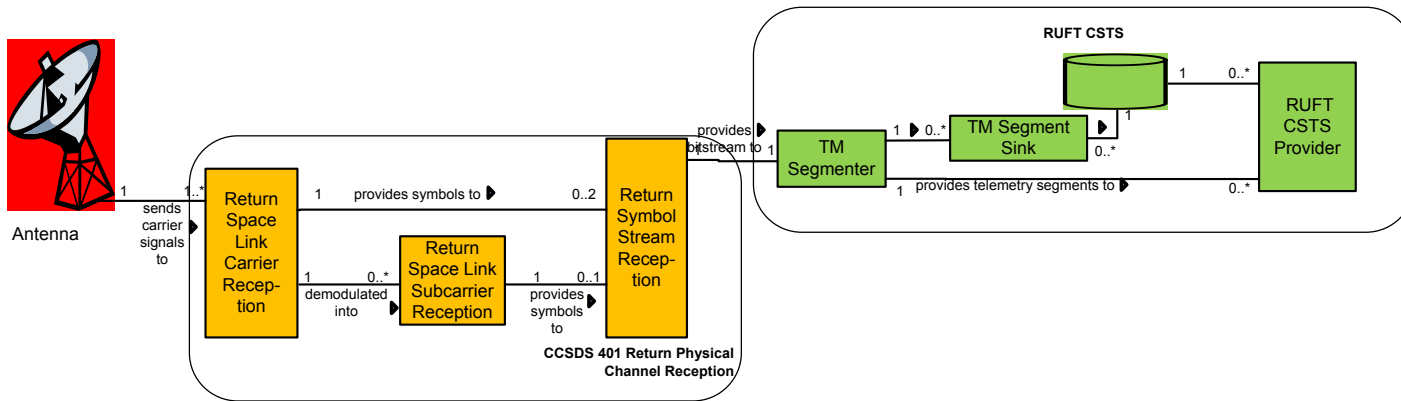 Antenna
1
1..*
sends
carrier
signals
to
Return
Space
Link
Carrier
Recep-
tion
1
provides symbols to
0..2
1
0..*
demodulated
into
Return
Space Link
Subcarrier
Reception
1
0..1
provides
symbols
to
Return
Symbol
Stream
Recep-
tion
CCSDS 401 Return Physical
Channel Reception
1
provides
bitstream to
1
RUFT CSTS
TM
Segmenter
1
0..*
TM Segment
Sink
0..*
1
1
0..*
1
provides telemetry segments to
0..*
RUFT
CSTS
Provider